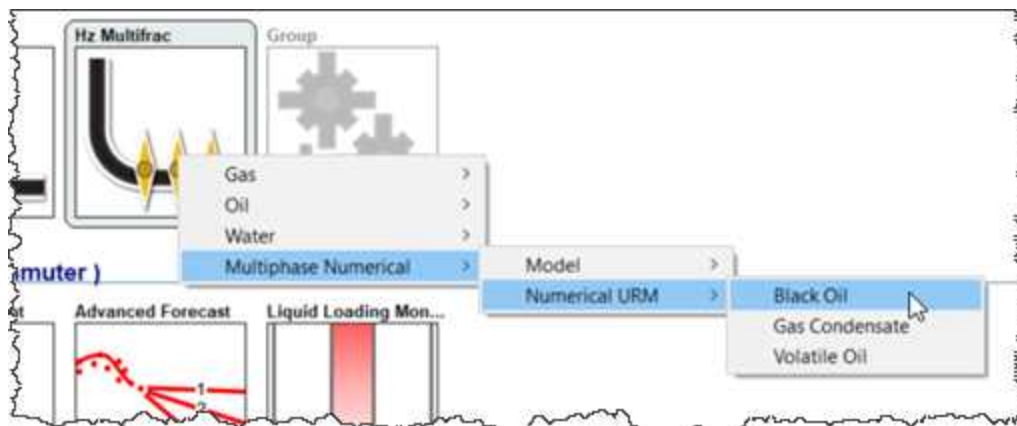 Hz Multifrac
Group
Gas
Oil
Water
Multiphase Numerical
Model
Numerical URM
Black Oil
Gas Condensate
Volatile Oil
muter )
Advanced Forecast
Liquid Loading Mon...
1
2